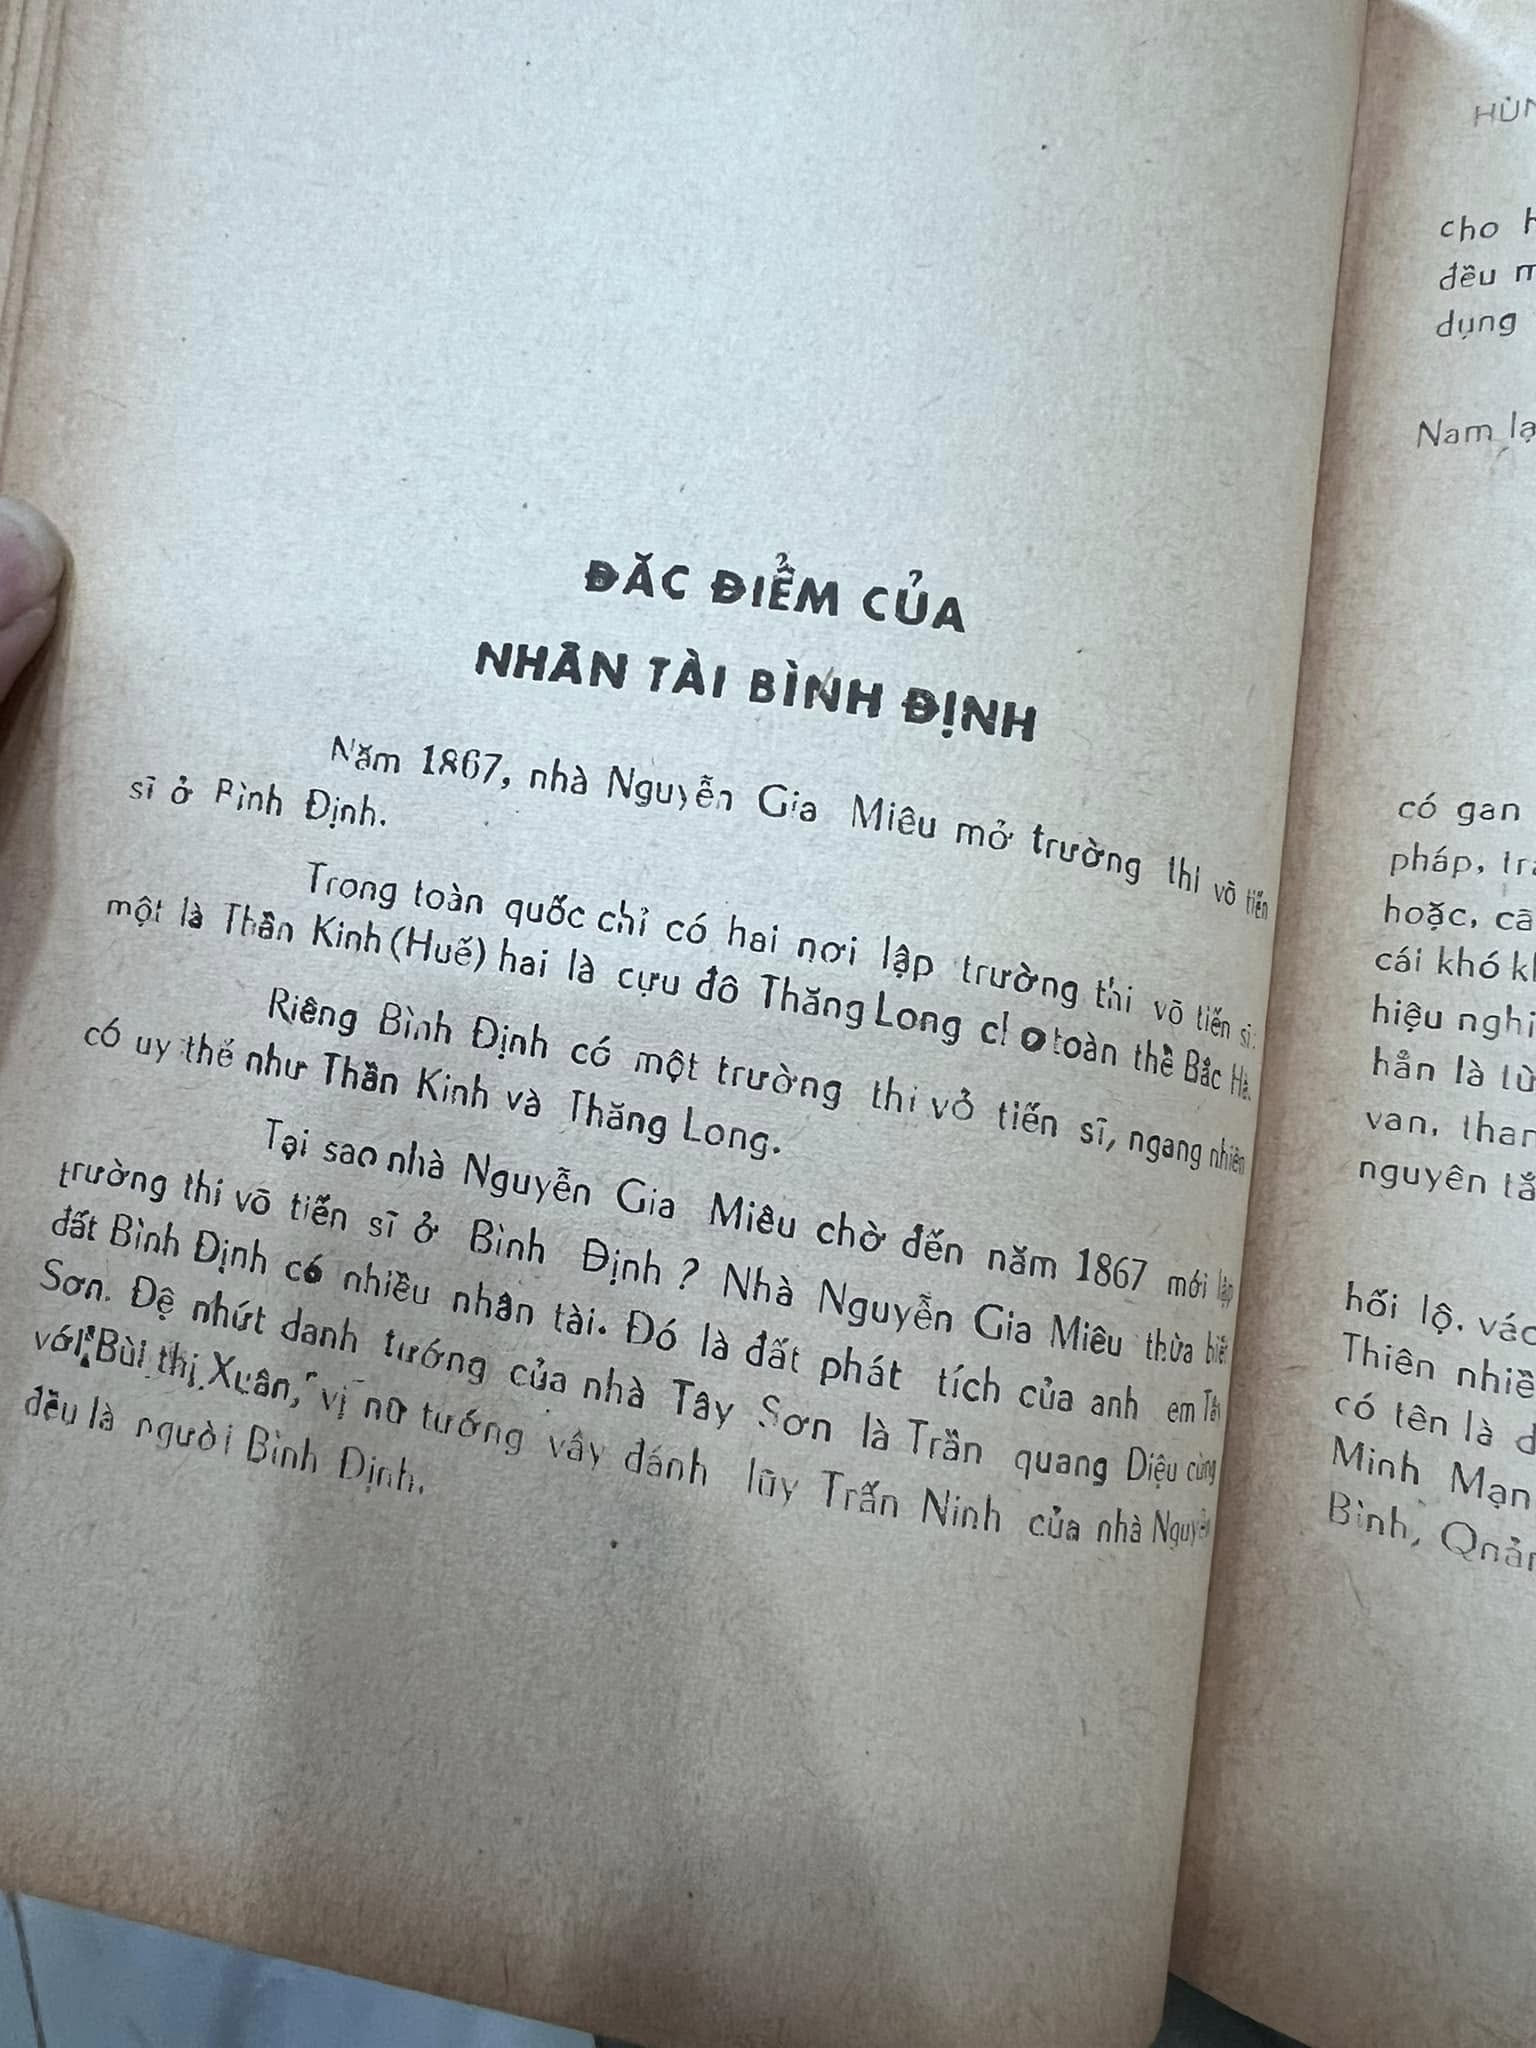 ĐẶC ĐIỂM CỦA
NHÂN TÀI BÌNH ĐỊNH
Năm 1867, nhà Nguyễn Gia Miêu mở trường thi võ tiến
sĩ ở Bình Định.
Trong toàn quốc chỉ có hai nơi lập trường thi võ tiến sĩ:
một là Thần Kinh (Huế) hai là cựu đô Thăng Long cho toàn thể Bắc Hà.
Riêng Bình Định có một trường thi vỏ tiến sĩ, ngang nhiên
có uy thế như Thần Kinh và Thăng Long.
Tại sao nhà Nguyễn Gia Miêu chờ đến năm 1867 mới lập
trường thi võ tiến sĩ ở Bình Định ? Nhà Nguyễn Gia Miêu thừa biết
đất Bình Định có nhiều nhân tài. Đó là đất phát tích của anh em Tây
Sơn. Đệ nhứt danh tướng của nhà Tây Sơn là Trần quang Diệu cùng
với Bùi thị Xuân, vị nữ tướng vây đánh lũy Trấn Ninh của nhà Nguyễn
đều là người Bình Định.
cho
đều
dụng
Nam
có gan
pháp,
hoặc,
cái khó
hiệu
hẳn là
van,
nguyên
hối lộ.
Thiên
có tên là
Minh
Bình,